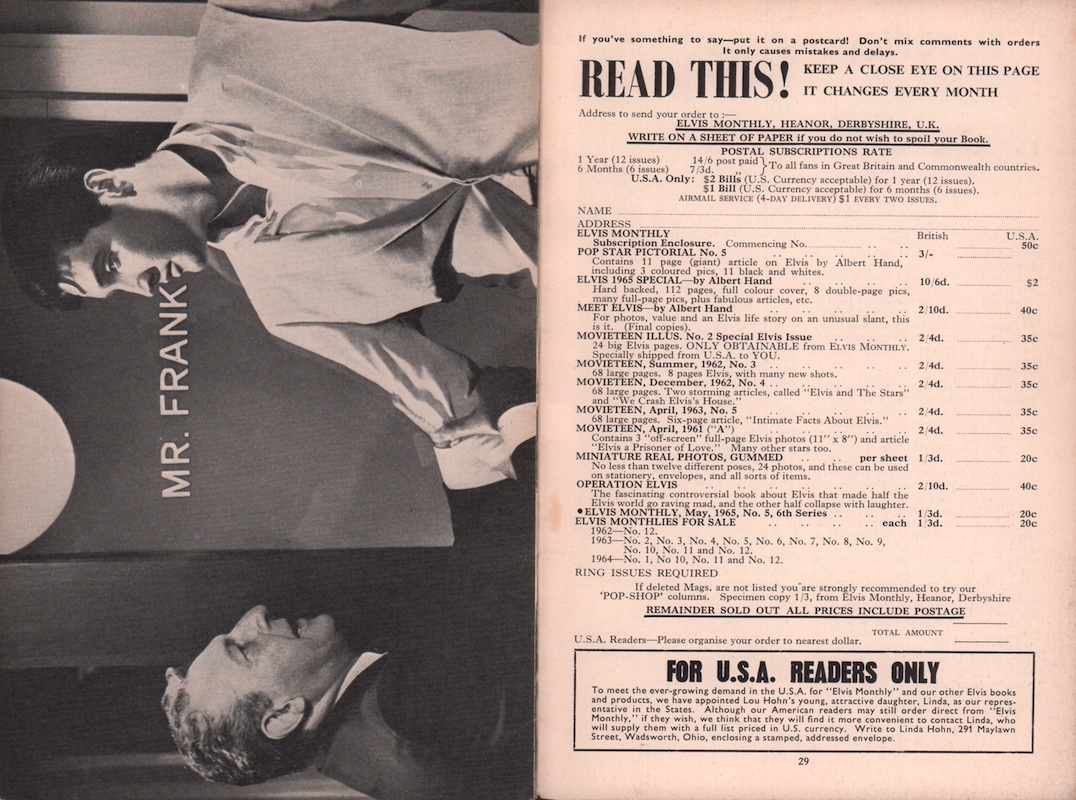 MR. FRANK
If you've something to say—put it on a postcard! Don't mix comments with orders
It only causes mistakes and delays.
READ THIS! KEEP A CLOSE EYE ON THIS PAGE
IT CHANGES EVERY MONTH
Address to send your order to :—
ELVIS MONTHLY, HEANOR, DERBYSHIRE, U.K.
WRITE ON A SHEET OF PAPER if you do not wish to spoil your Book.
POSTAL SUBSCRIPTIONS RATE
1 Year (12 issues) 14/6 post paid } To all fans in Great Britain and Commonwealth countries.
6 Months (6 issues) 7/3d. ,, }
U.S.A. Only: $2 Bills (U.S. Currency acceptable) for 1 year (12 issues).
$1 Bill (U.S. Currency acceptable) for 6 months (6 issues).
AIRMAIL SERVICE (4-DAY DELIVERY) $1 EVERY TWO ISSUES.
NAME
ADDRESS
ELVIS MONTHLY British U.S.A.
Subscription Enclosure. Commencing No. .. .. 50c
POP STAR PICTORIAL No. 5 .. .. .. .. .. 3/-
Contains 11 page (giant) article on Elvis by Albert Hand,
including 3 coloured pics, 11 black and whites.
ELVIS 1965 SPECIAL—by Albert Hand .. .. .. .. 10/6d. $2
Hard backed, 112 pages, full colour cover, 8 double-page pics,
many full-page pics, plus fabulous articles, etc.
MEET ELVIS—by Albert Hand .. .. .. .. .. 2/10d. 40c
For photos, value and an Elvis life story on an unusual slant, this
is it. (Final copies).
MOVIETEEN ILLUS. No. 2 Special Elvis Issue .. .. .. 2/4d. 35c
24 big Elvis pages. ONLY OBTAINABLE from ELVIS MONTHLY.
Specially shipped from U.S.A. to YOU.
MOVIETEEN, Summer, 1962, No. 3 .. .. .. .. .. 2/4d. 35c
68 large pages. 8 pages Elvis, with many new shots.
MOVIETEEN, December, 1962, No. 4 .. .. .. .. .. 2/4d. 35c
68 large pages. Two storming articles, called "Elvis and The Stars"
and "We Crash Elvis's House."
MOVIETEEN, April, 1963, No. 5 .. .. .. .. .. 2/4d. 35c
68 large pages. Six-page article, "Intimate Facts About Elvis."
MOVIETEEN, April, 1961 ("A") .. .. .. .. .. 2/4d. 35c
Contains 3 "off-screen" full-page Elvis photos (11" x 8") and article
"Elvis a Prisoner of Love." Many other stars too.
MINIATURE REAL PHOTOS, GUMMED .. .. per sheet 1/3d. 20c
No less than twelve different poses, 24 photos, and these can be used
on stationery, envelopes, and all sorts of items.
OPERATION ELVIS .. .. .. .. .. .. 2/10d. 40c
The fascinating controversial book about Elvis that made half the
Elvis world go raving mad, and the other half collapse with laughter.
●ELVIS MONTHLY, May, 1965, No. 5, 6th Series .. .. .. 1/3d. 20c
ELVIS MONTHLIES FOR SALE .. .. .. .. each 1/3d. 20c
1962—No. 12.
1963—No. 2, No. 3, No. 4, No. 5, No. 6, No. 7, No. 8, No. 9,
No. 10, No. 11 and No. 12.
1964—No. 1, No 10, No. 11 and No. 12.
RING ISSUES REQUIRED
If deleted Mags. are not listed you are strongly recommended to try our
'POP-SHOP' columns. Specimen copy 1/3, from Elvis Monthly, Heanor, Derbyshire
REMAINDER SOLD OUT ALL PRICES INCLUDE POSTAGE
TOTAL AMOUNT
U.S.A. Readers—Please organise your order to nearest dollar.
FOR U.S.A. READERS ONLY
To meet the ever-growing demand in the U.S.A. for "Elvis Monthly" and our other Elvis books
and products, we have appointed Lou Hohn's young, attractive daughter, Linda, as our repres-
entative in the States. Although our American readers may still order direct from "Elvis
Monthly," if they wish, we think that they will find it more convenient to contact Linda, who
will supply them with a full list priced in U.S. currency. Write to Linda Hohn, 291 Maylawn
Street, Wadsworth, Ohio, enclosing a stamped, addressed envelope.
29